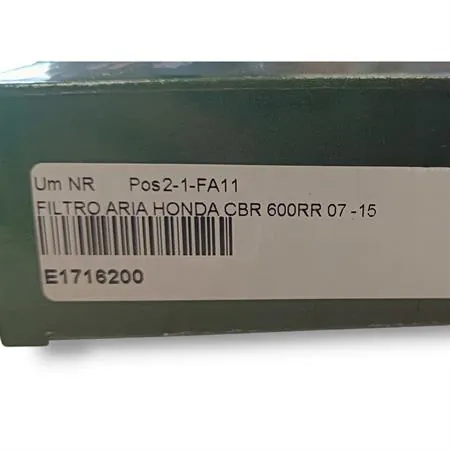 Um NR Pos2-1-FA11
FILTRO ARIA HONDA CBR 600RR 07 -15
E1716200